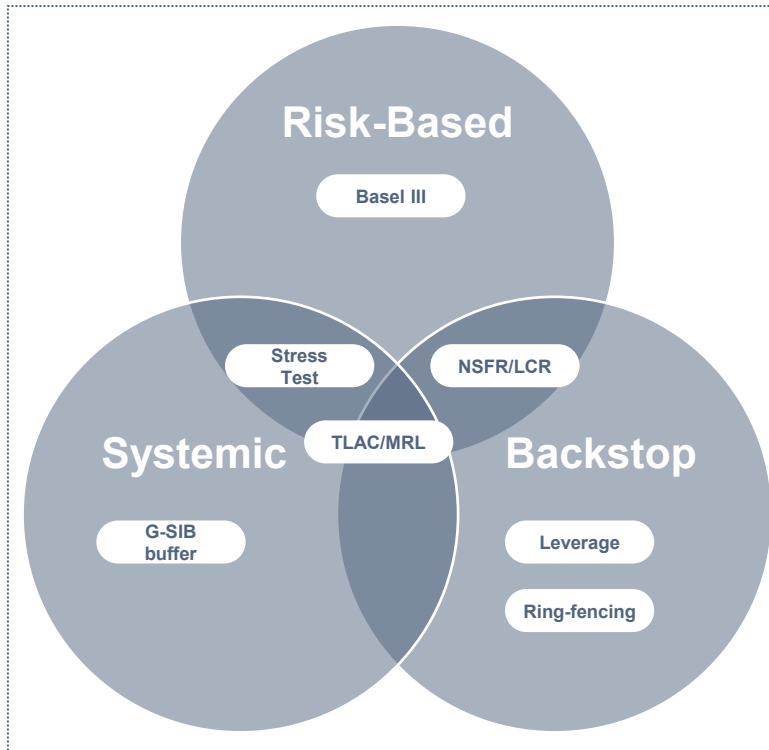 Risk-Based
Basel III
Stress
Test
NSFR/LCR
TLAC/MRL
Systemic
Backstop
G-SIB
buffer
Leverage
Ring-fencing